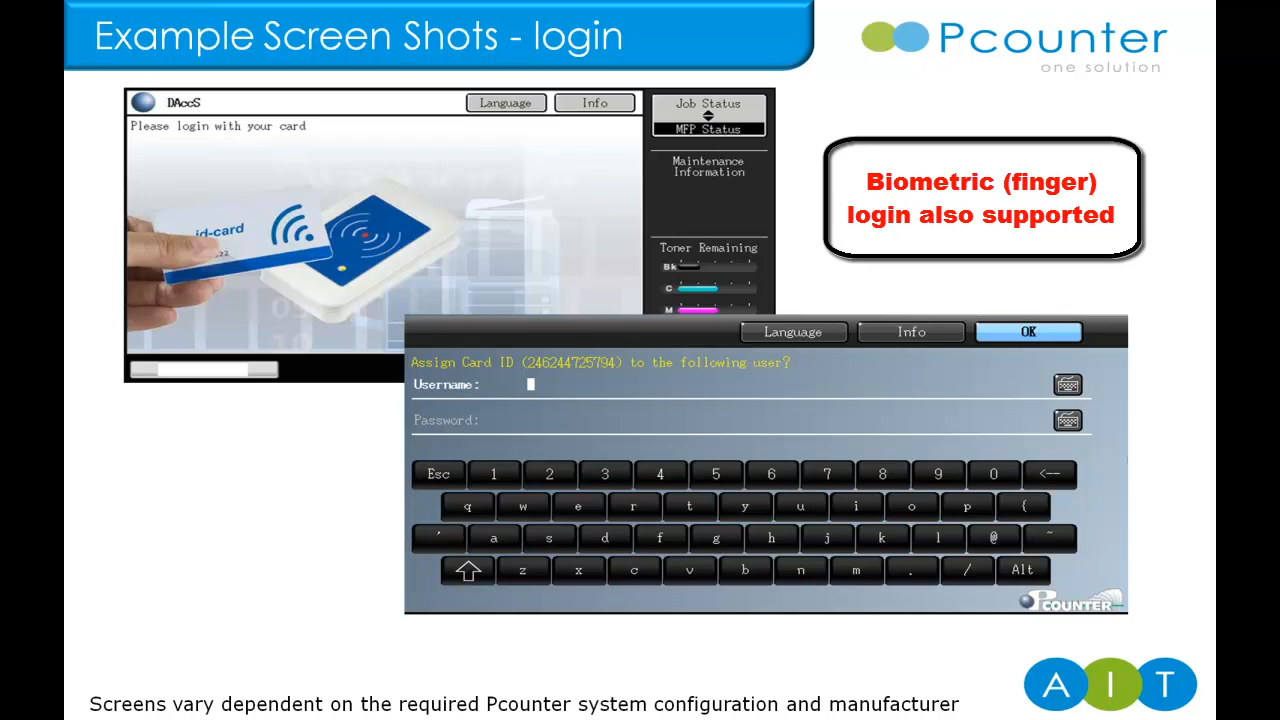 Example Screen Shots - login
Pcounter
one solution
DAccS
Language
Info
Please login with your card
id-card
Job Status
MFP Status
Maintenance
Information
Toner Remaining
Bk
C
M
Biometric (finger)
login also supported
Language
Info
OK
Assign Card ID (246244725794) to the following user?
Username:
Password:
Esc 1 2 3 4 5 6 7 8 9 0 <--
q w e r t y u i o p {
' a s d f g h j k l @ ~
z x c v b n m . / Alt
PCOUNTER
A I T
Screens vary dependent on the required Pcounter system configuration and manufacturer